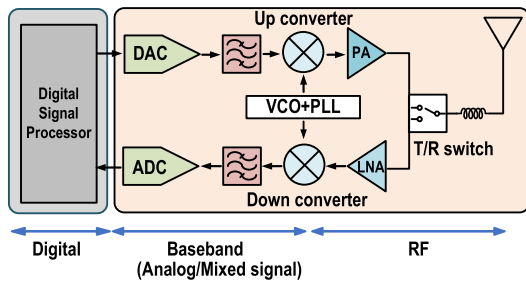 Up converter
DAC
PA
Digital
Signal
Processor
VCO+PLL
T/R switch
ADC
LNA
Down converter
Digital
Baseband
(Analog/Mixed signal)
RF